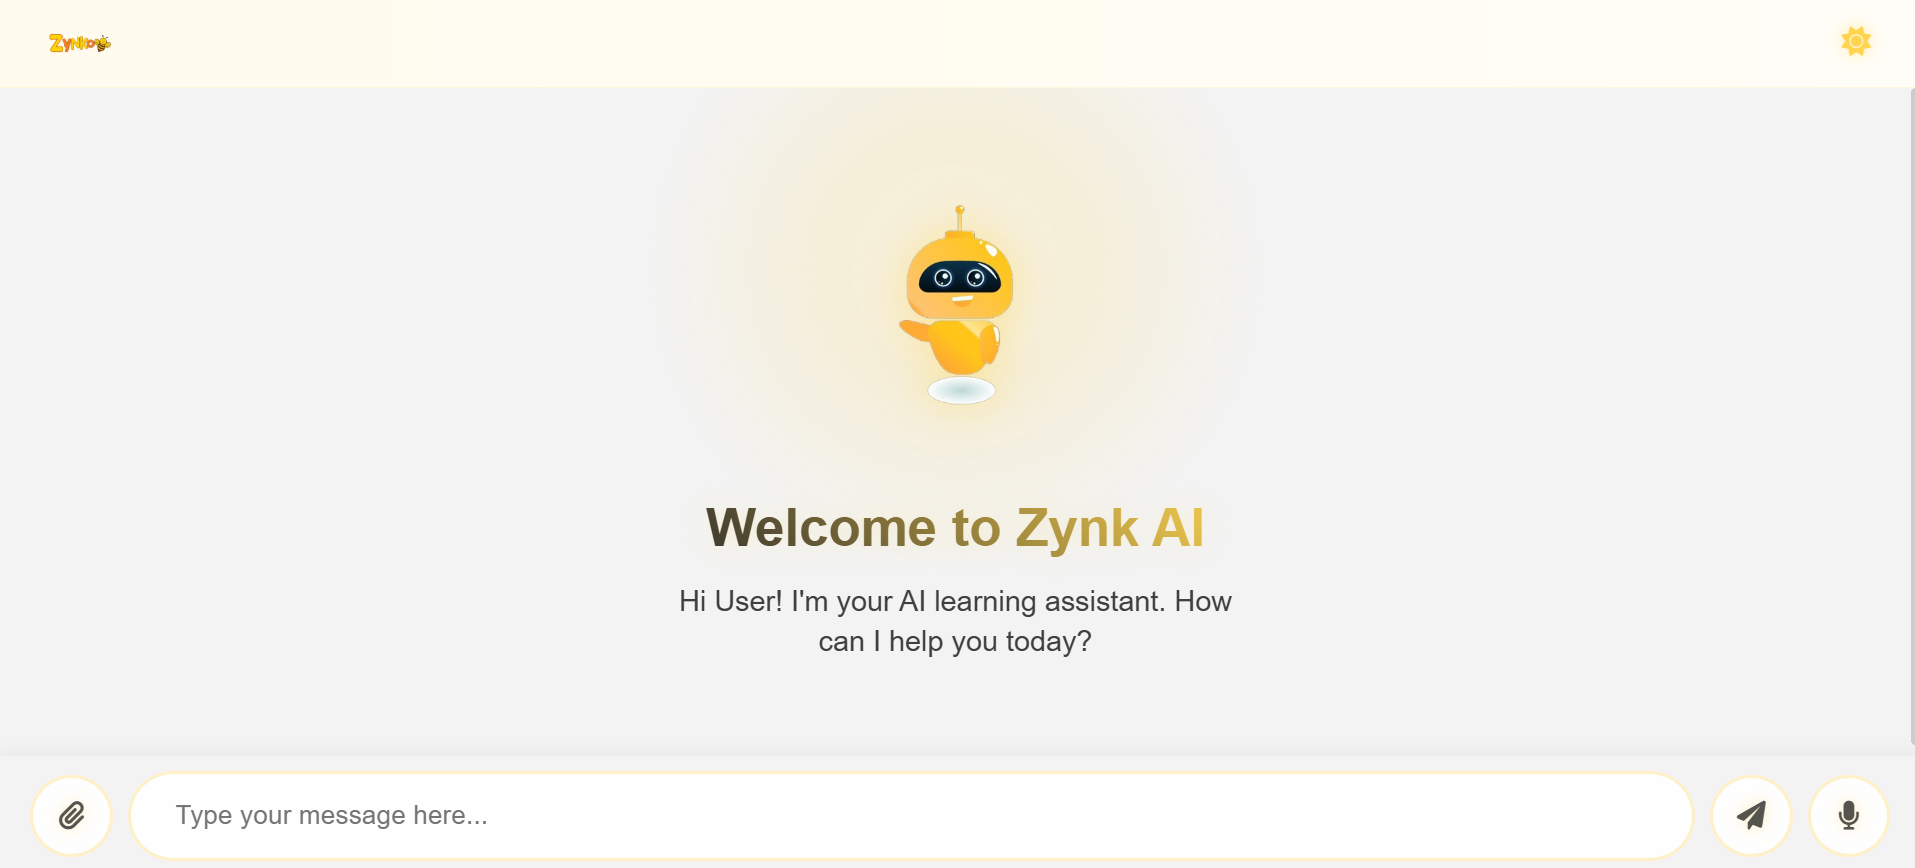 Zynko
Welcome to Zynk AI
Hi User! I'm your AI learning assistant. How
can I help you today?
Type your message here...